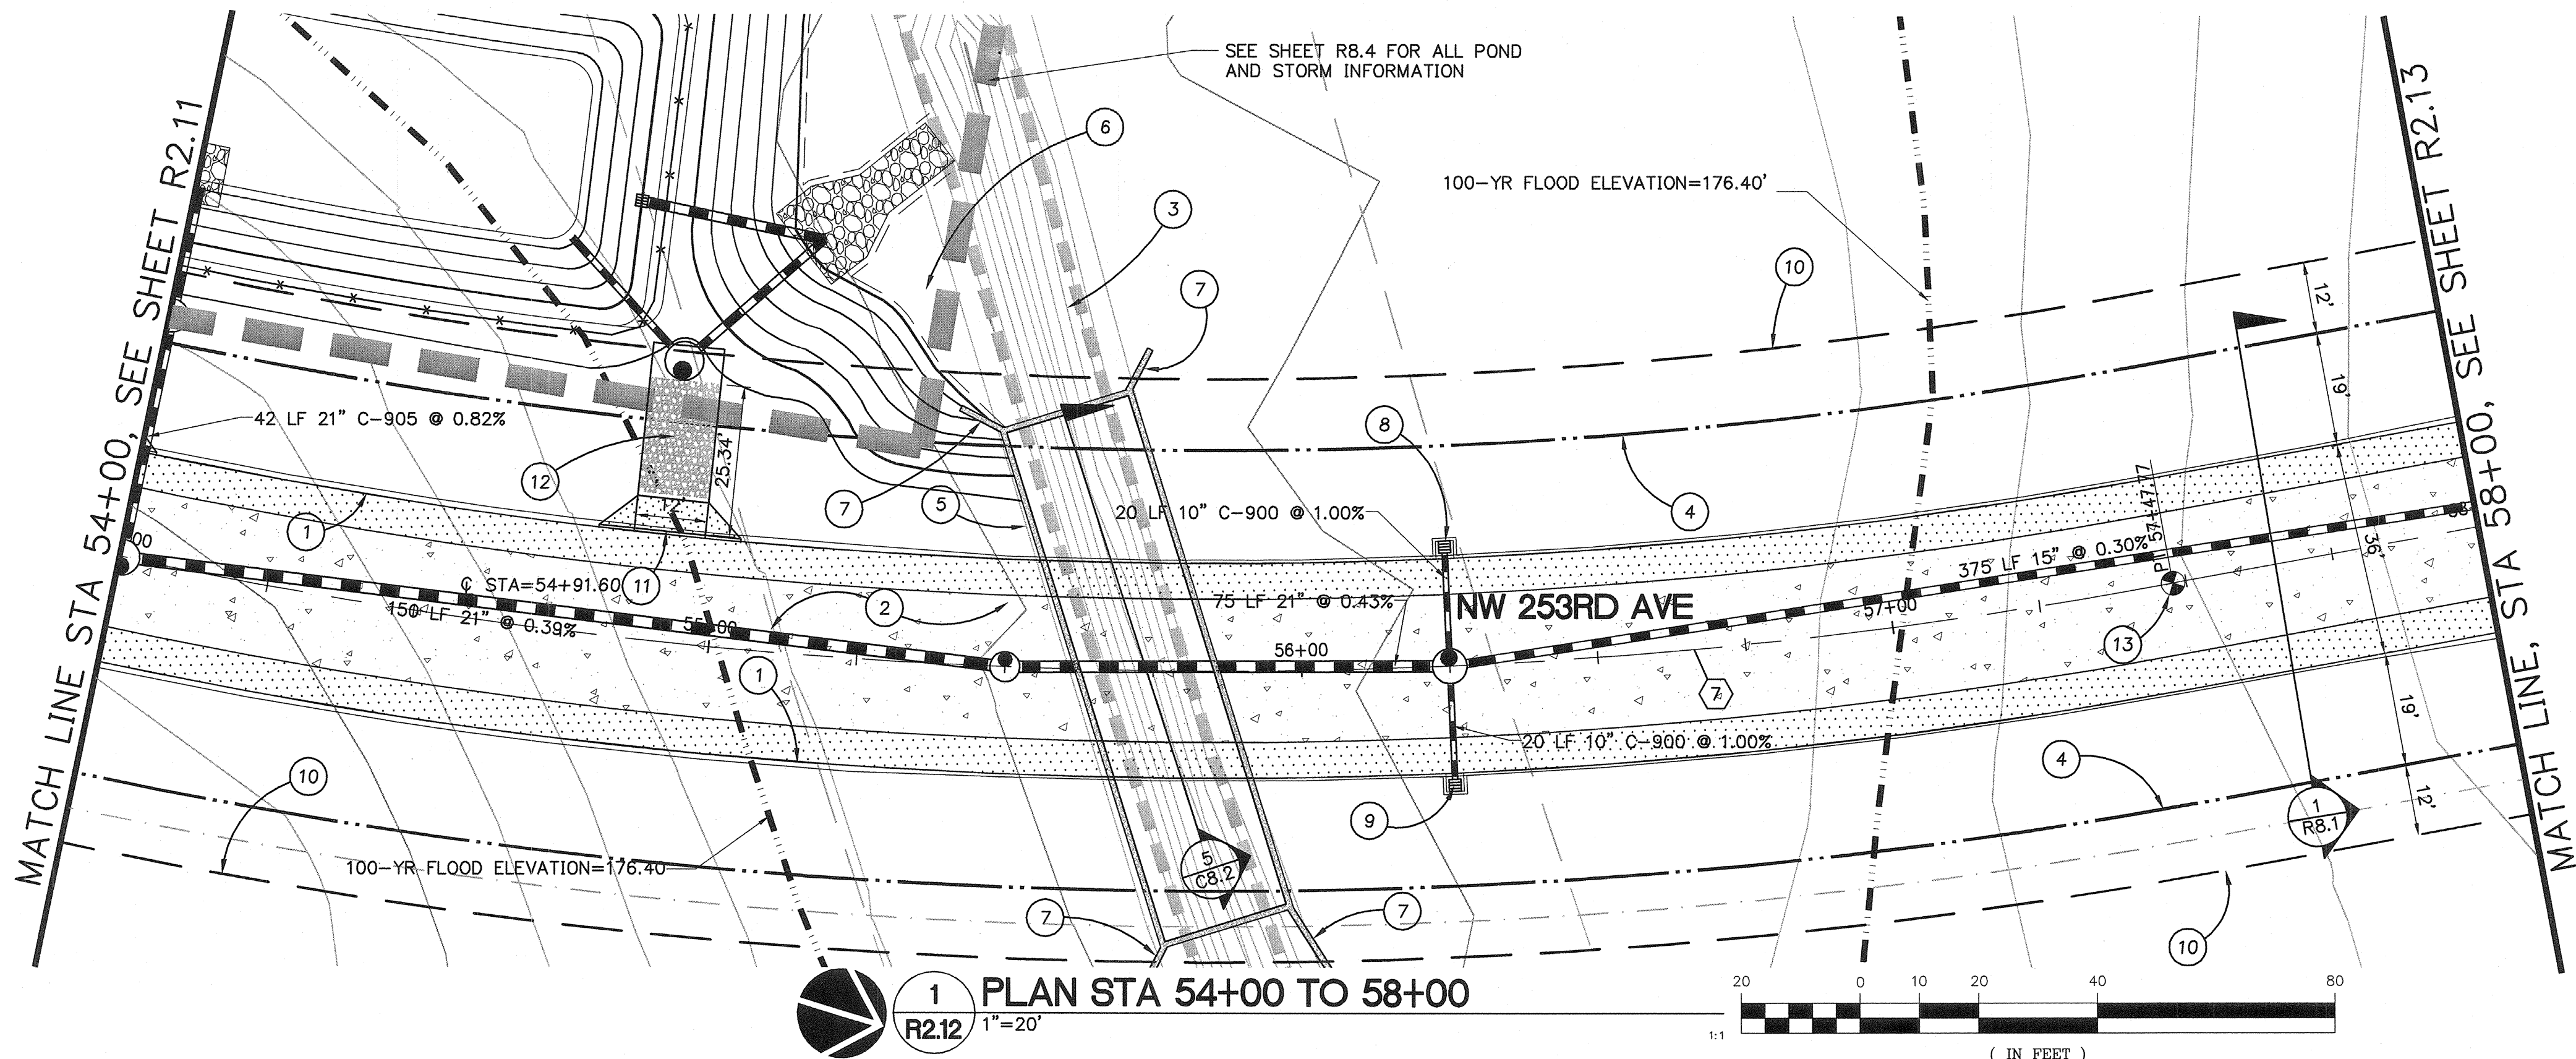 SEE SHEET R8.4 FOR ALL POND
AND STORM INFORMATION
MATCH LINE STA 54+00, SEE SHEET R2.11
MATCH LINE, STA 58+00, SEE SHEET R2.13
6
3
100-YR FLOOD ELEVATION=176.40'
7
10
12'
19'
42 LF 21" C-905 @ 0.82%
8
25.34'
12
7
5
4
20 LF 10" C-900 @ 1.00%
1
12'
PT 57+47.77
00
58
36'
375 LF 15" @ 0.30%
℄ STA=54+91.60
11
2
75 LF 21" @ 0.43%
NW 253RD AVE
57+00
150 LF 21" @ 0.39%
55+00
13
56+00
1
7
19'
20 LF 10" C-900 @ 1.00%
10
4
12'
9
1
R8.1
100-YR FLOOD ELEVATION=176.40
5
C8.2
7
7
10
1
R2.12
PLAN STA 54+00 TO 58+00
1"=20'
1:1
20 0 10 20 40 80
( IN FEET )